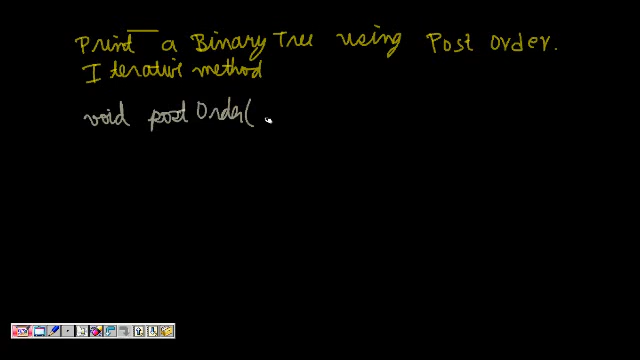 Print a Binary Tree using Post Order.
Iterative method
void postOrder(